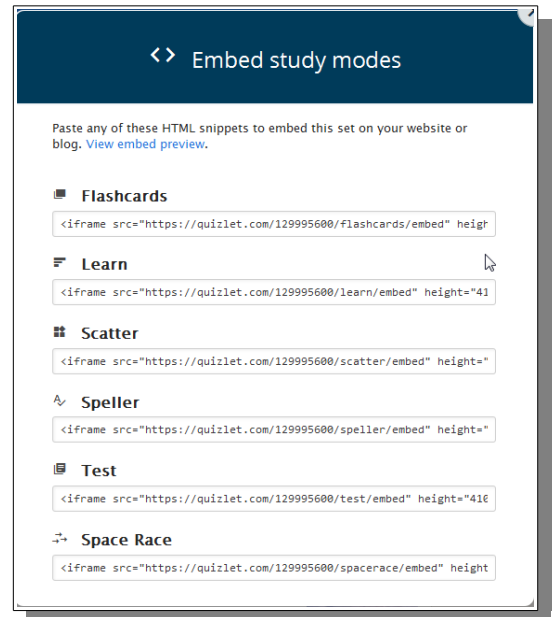 <> Embed study modes
Paste any of these HTML snippets to embed this set on your website or
blog. View embed preview.
Flashcards
<iframe src="https://quizlet.com/129995600/flashcards/embed" heigh
Learn
<iframe src="https://quizlet.com/129995600/learn/embed" height="41
Scatter
<iframe src="https://quizlet.com/129995600/scatter/embed" height="
Speller
<iframe src="https://quizlet.com/129995600/speller/embed" height="
Test
<iframe src="https://quizlet.com/129995600/test/embed" height="410
Space Race
<iframe src="https://quizlet.com/129995600/spacerace/embed" height